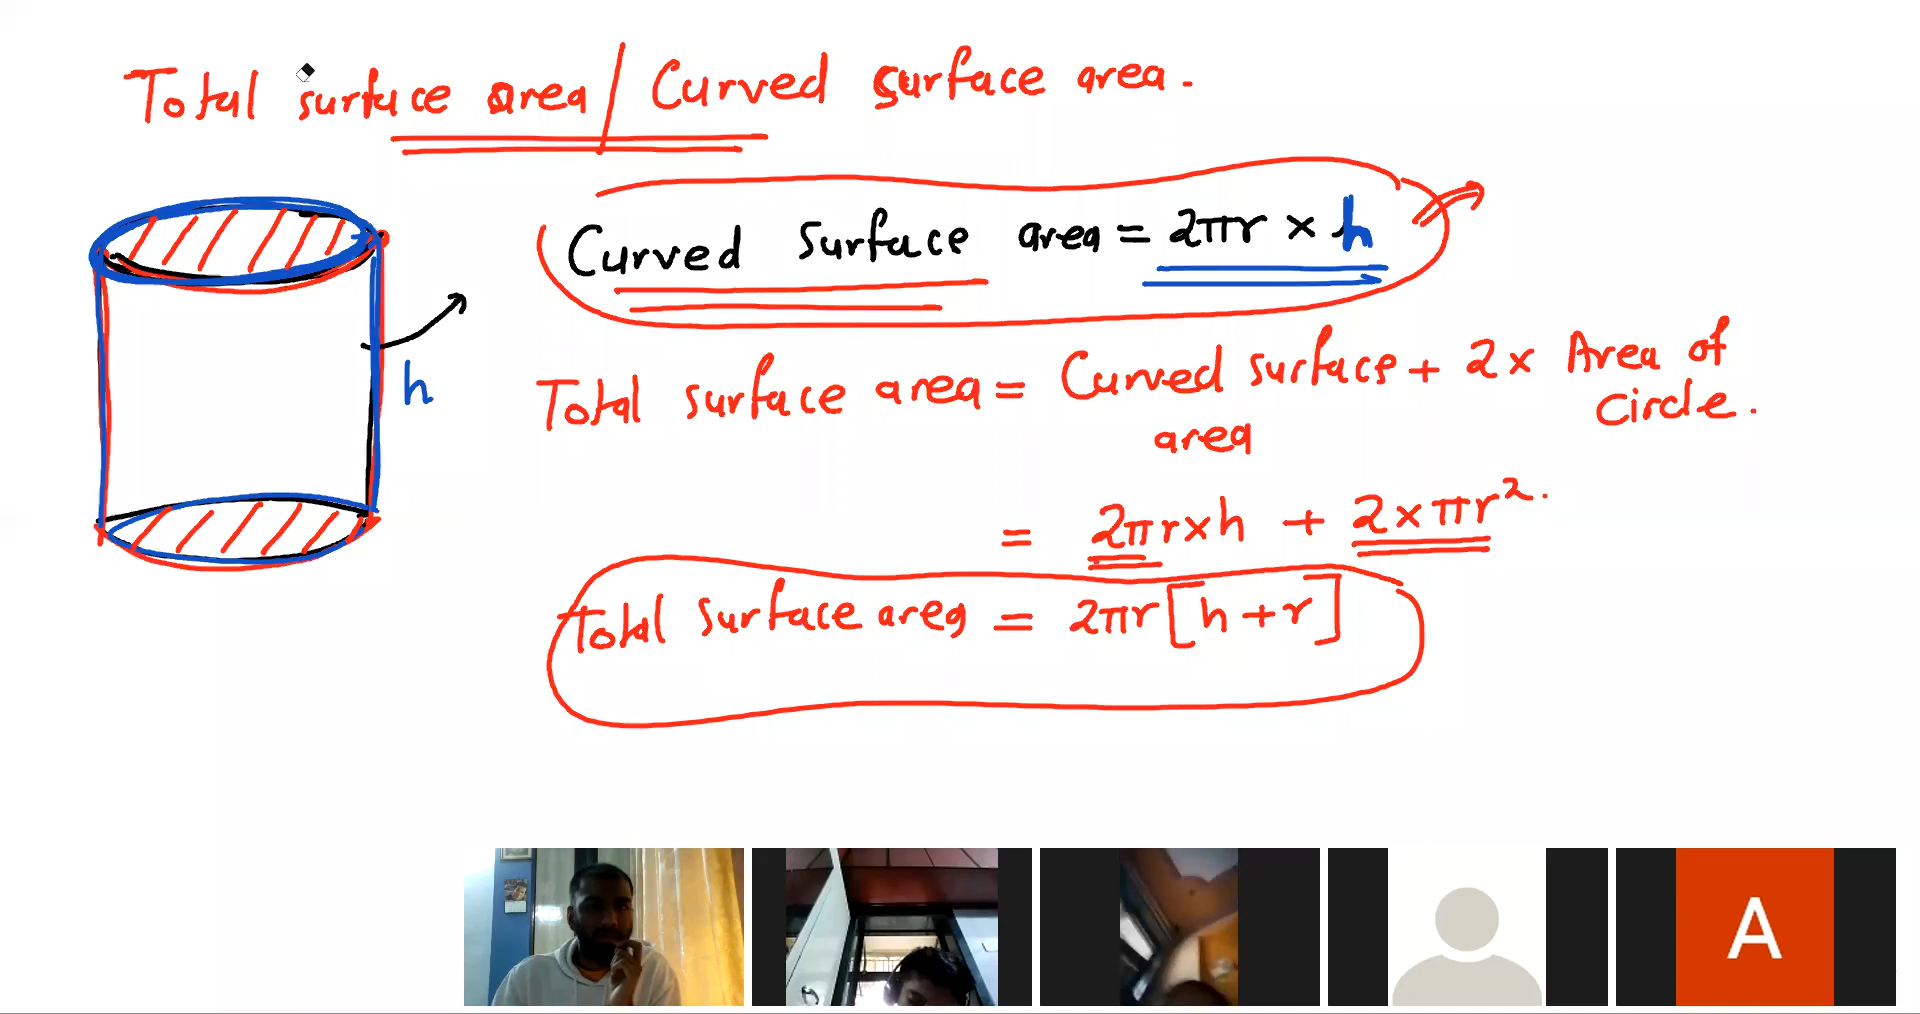 Total surface area / Curved surface area.
Curved surface area = 2πr × h
h
Total surface area = Curved surface + 2 × Area of
area circle.
= 2πr×h + 2×πr².
Total surface area = 2πr[h+r]
A